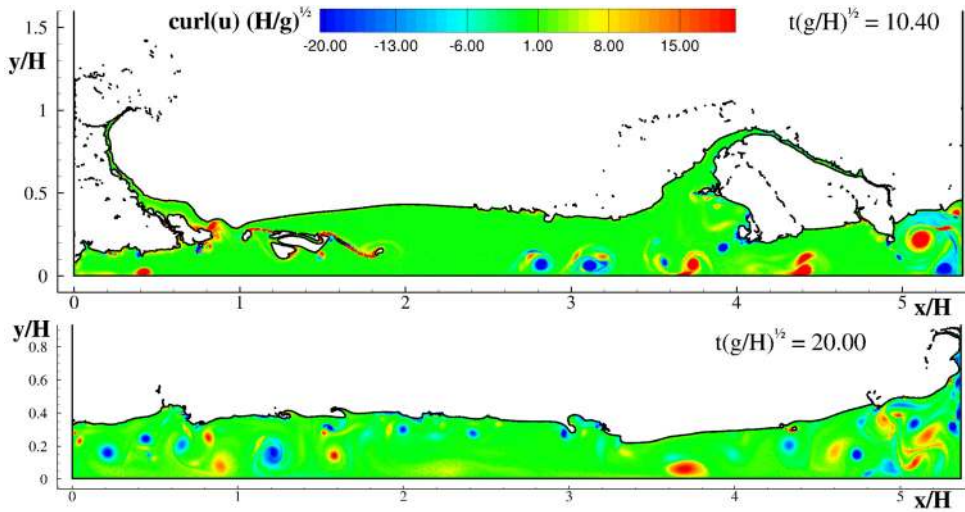 curl(u) (H/g)^½
-20.00 -13.00 -6.00 1.00 8.00 15.00
t(g/H)^½ = 10.40
y/H
1.5
1
0.5
0
0 1 2 3 4 5
x/H
y/H
t(g/H)^½ = 20.00
0.8
0.6
0.4
0.2
0
0 1 2 3 4 5
x/H